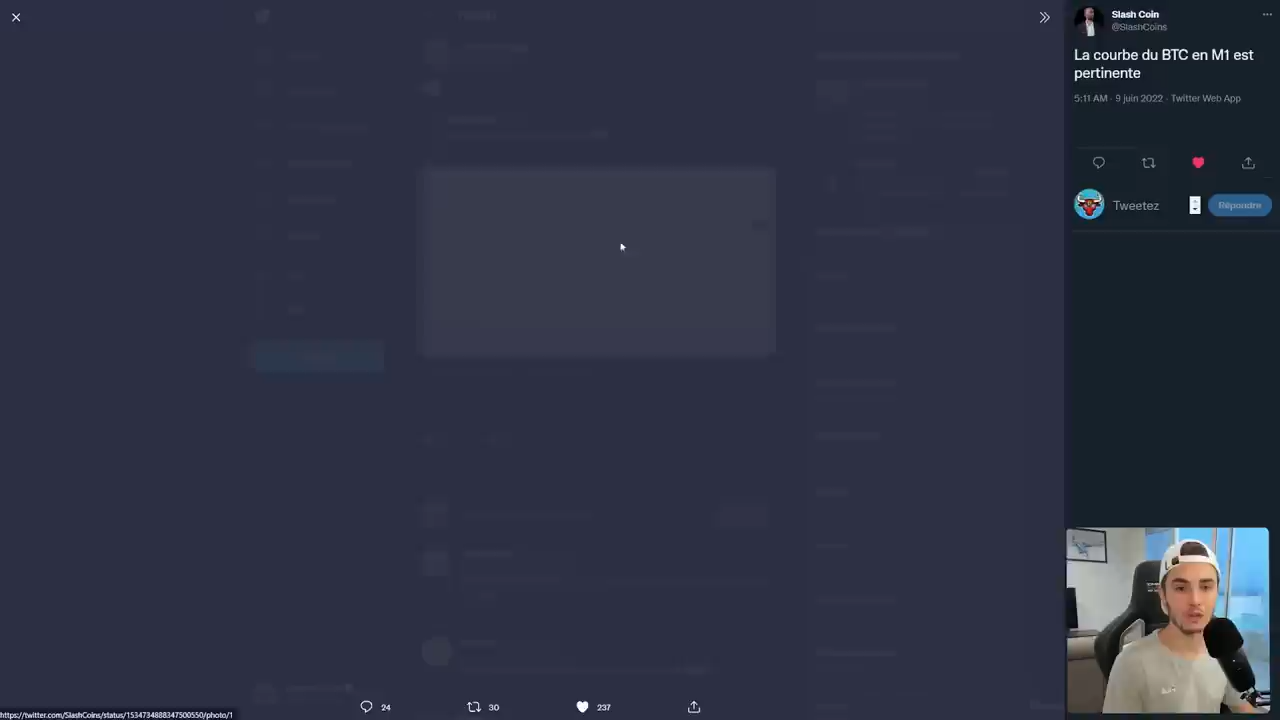 Slash Coin
@SlashCoins
La courbe du BTC en M1 est
pertinente
5:11 AM · 9 juin 2022 · Twitter Web App
Tweetez
Répondre
24
30
237
https://twitter.com/SlashCoins/status/1534734888347500550/photo/1